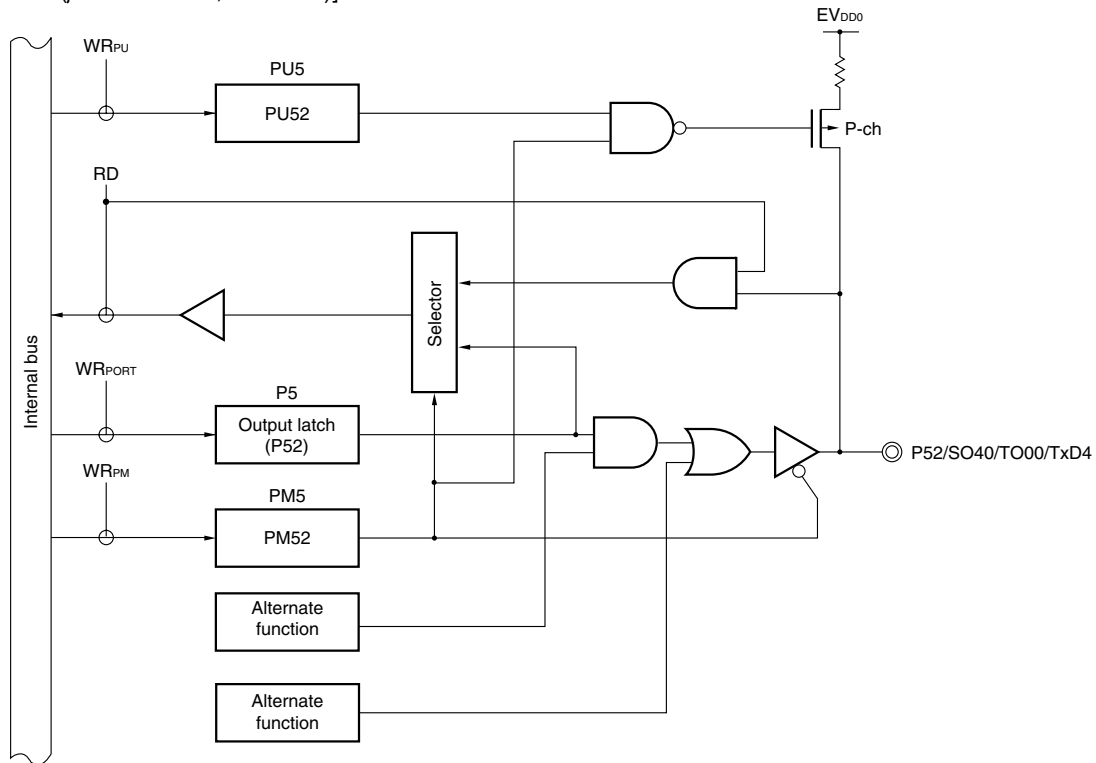 EVDD0
WRPU
PU5
PU52
P-ch
RD
Selector
Internal bus
WRPORT
P5
Output latch
(P52)
P52/SO40/TO00/TxD4
WRPM
PM5
PM52
Alternate
function
Alternate
function